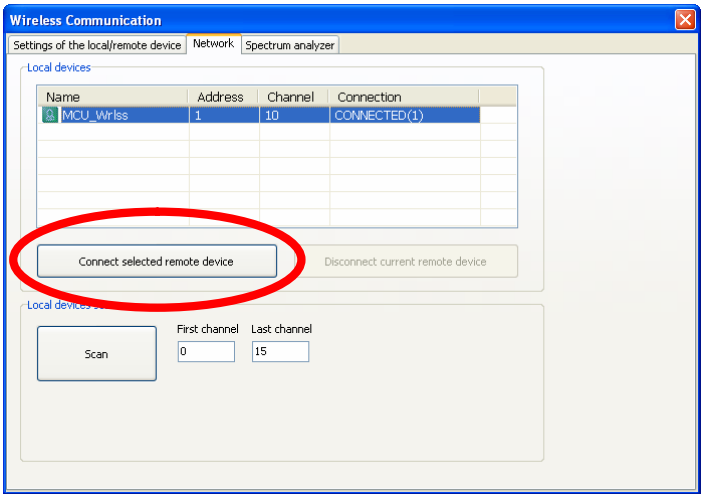 Wireless Communication
Settings of the local/remote device Network Spectrum analyzer
Local devices
Name Address Channel Connection
MCU_Wrlss 1 10 CONNECTED(1)
Connect selected remote device Disconnect current remote device
Local devices
First channel Last channel
Scan 0 15